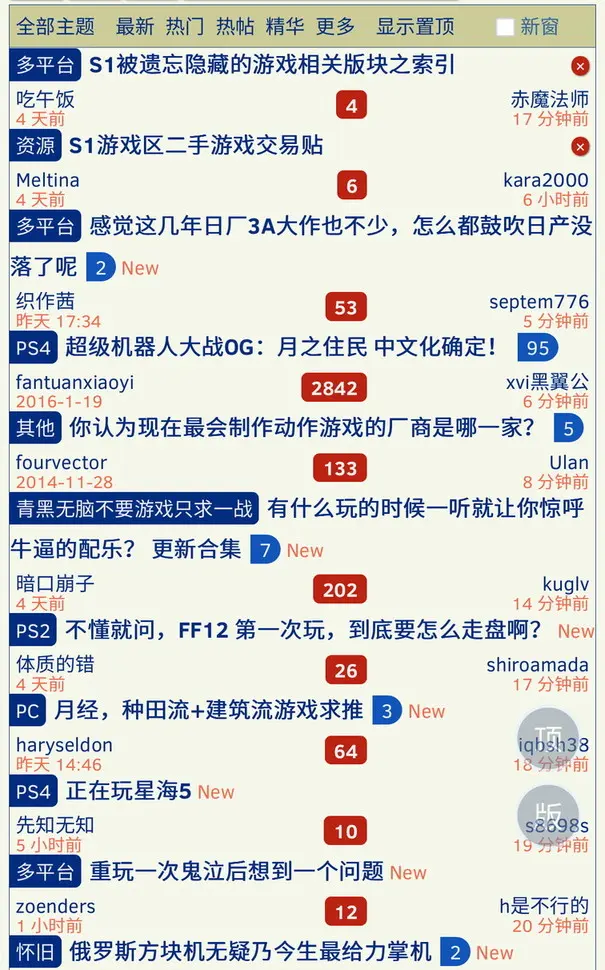 全部主题 最新 热门 热帖 精华 更多 显示置顶 新窗
多平台 S1被遗忘隐藏的游戏相关版块之索引
吃午饭 4 赤魔法师
4 天前 17 分钟前
资源 S1游戏区二手游戏交易贴
Meltina 6 kara2000
4 天前 6 小时前
多平台 感觉这几年日厂3A大作也不少，怎么都鼓吹日产没
落了呢 2 New
织作茜 53 septem776
昨天 17:34 5 分钟前
PS4 超级机器人大战OG：月之住民 中文化确定！ 95
fantuanxiaoyi 2842 xvi黑翼公
2016-1-19 6 分钟前
其他 你认为现在最会制作动作游戏的厂商是哪一家？ 5
fourvector 133 Ulan
2014-11-28 8 分钟前
青黑无脑不要游戏只求一战 有什么玩的时候一听就让你惊呼
牛逼的配乐？ 更新合集 7 New
暗口崩子 202 kuglv
4 天前 14 分钟前
PS2 不懂就问，FF12 第一次玩，到底要怎么走盘啊？ New
体质的错 26 shiroamada
4 天前 17 分钟前
PC 月经，种田流+建筑流游戏求推 3 New
顶
haryseldon 64 iqbsh38
昨天 14:46 18 分钟前
PS4 正在玩星海5 New
版
先知无知 10 s8698s
5 小时前 19 分钟前
多平台 重玩一次鬼泣后想到一个问题 New
zoenders 12 h是不行的
1 小时前 20 分钟前
怀旧 俄罗斯方块机无疑乃今生最给力掌机 2 New